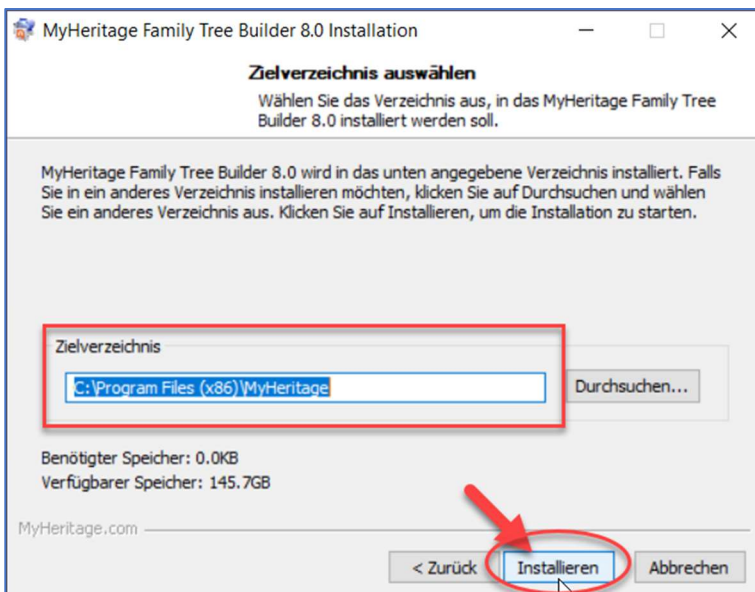 MyHeritage Family Tree Builder 8.0 Installation
Zielverzeichnis auswählen
Wählen Sie das Verzeichnis aus, in das MyHeritage Family Tree
Builder 8.0 installiert werden soll.
MyHeritage Family Tree Builder 8.0 wird in das unten angegebene Verzeichnis installiert. Falls
Sie in ein anderes Verzeichnis installieren möchten, klicken Sie auf Durchsuchen und wählen
Sie ein anderes Verzeichnis aus. Klicken Sie auf Installieren, um die Installation zu starten.
Zielverzeichnis
C:\Program Files (x86)\MyHeritage
Durchsuchen...
Benötigter Speicher: 0.0KB
Verfügbarer Speicher: 145.7GB
MyHeritage.com
< Zurück
Installieren
Abbrechen